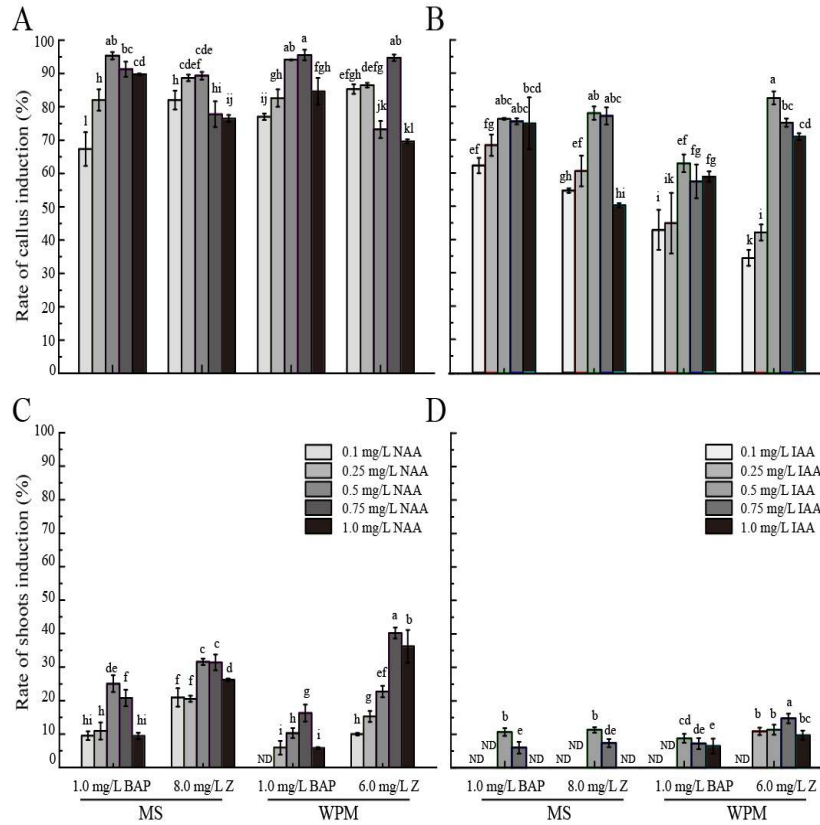 A
B
Rate of callus induction (%)
100
90
80
70
60
50
40
30
20
10
0
l
h
ab
bc
cd
h
cdef
cde
hi
ij
ij
gh
ab
a
fgh
efgh
defg
jk
ab
kl
ef
fg
abc
abc
bcd
gh
ef
ab
abc
hi
i
ik
ef
fg
fg
k
i
a
bc
cd
C
D
Rate of shoots induction (%)
100
90
80
70
60
50
40
30
20
10
0
0.1 mg/L NAA
0.25 mg/L NAA
0.5 mg/L NAA
0.75 mg/L NAA
1.0 mg/L NAA
hi
h
de
f
hi
f
f
c
c
d
ND
i
h
g
i
h
g
ef
a
b
0.1 mg/L IAA
0.25 mg/L IAA
0.5 mg/L IAA
0.75 mg/L IAA
1.0 mg/L IAA
ND
ND
b
e
ND
ND
ND
b
de
ND
ND
ND
cd
de
e
ND
b
b
a
bc
1.0 mg/L BAP
8.0 mg/L Z
1.0 mg/L BAP
6.0 mg/L Z
MS
WPM
1.0 mg/L BAP
8.0 mg/L Z
1.0 mg/L BAP
6.0 mg/L Z
MS
WPM